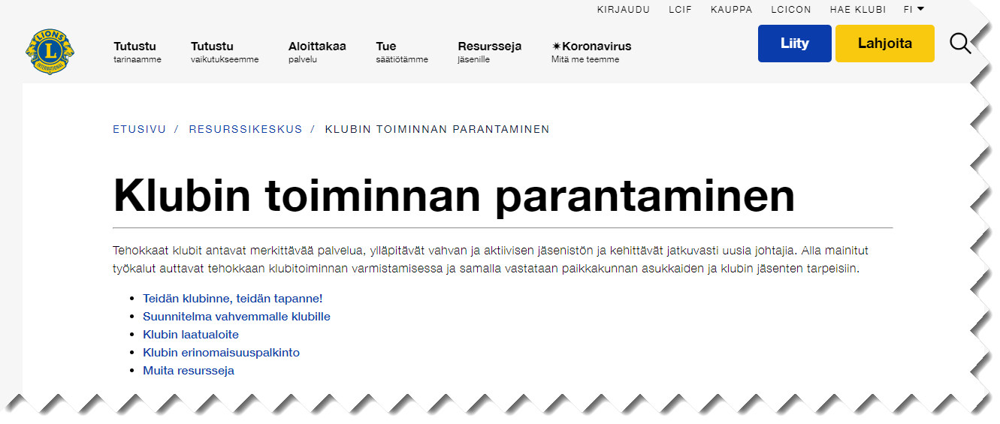 KIRJAUDU LCIF KAUPPA LCICON HAE KLUBI FI
LIONS
L
INTERNATIONAL
Tutustu Tutustu Aloittakaa Tue Resursseja ✴Koronavirus
tarinaamme vaikutukseemme palvelu säätiötämme jäsenille Mitä me teemme
Liity Lahjoita
ETUSIVU / RESURSSIKESKUS / KLUBIN TOIMINNAN PARANTAMINEN
Klubin toiminnan parantaminen
Tehokkaat klubit antavat merkittävää palvelua, ylläpitävät vahvan ja aktiivisen jäsenistön ja kehittävät jatkuvasti uusia johtajia. Alla mainitut
työkalut auttavat tehokkaan klubitoiminnan varmistamisessa ja samalla vastataan paikkakunnan asukkaiden ja klubin jäsenten tarpeisiin.
• Teidän klubinne, teidän tapanne!
• Suunnitelma vahvemmalle klubille
• Klubin laatualoite
• Klubin erinomaisuuspalkinto
• Muita resursseja